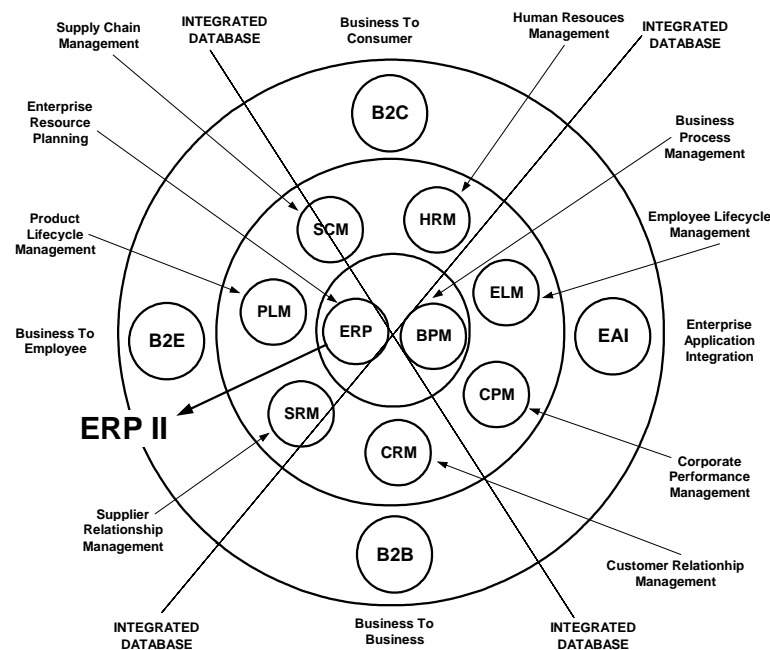 Supply Chain
Management
INTEGRATED
DATABASE
Business To
Consumer
Human Resouces
Management
INTEGRATED
DATABASE
Enterprise
Resource
Planning
B2C
Business
Process
Management
Product
Lifecycle
Management
SCM
HRM
Employee Lifecycle
Management
PLM
ELM
Business To
Employee
B2E
ERP
BPM
EAI
Enterprise
Application
Integration
ERP II
SRM
CPM
CRM
Corporate
Performance
Management
Supplier
Relationship
Management
B2B
Customer Relationhip
Management
INTEGRATED
DATABASE
Business To
Business
INTEGRATED
DATABASE